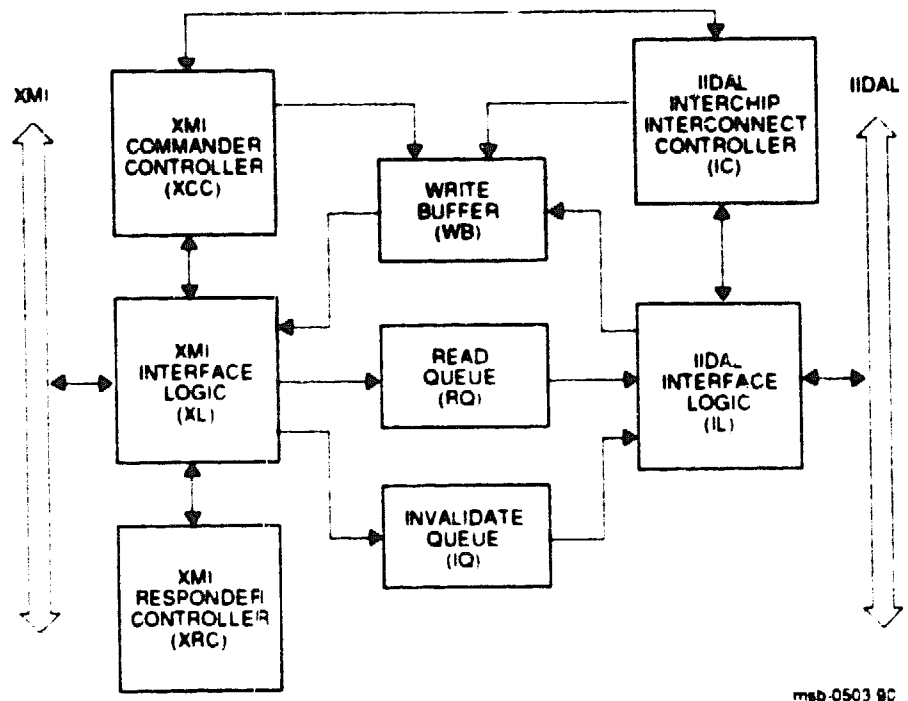 XMI
XMI
COMMANDER
CONTROLLER
(XCC)
IIDAL
INTERCHIP
INTERCONNECT
CONTROLLER
(IC)
IIDAL
WRITE
BUFFER
(WB)
XMI
INTERFACE
LOGIC
(XL)
READ
QUEUE
(RQ)
IIDAL
INTERFACE
LOGIC
(IL)
INVALIDATE
QUEUE
(IQ)
XMI
RESPONDER
CONTROLLER
(XRC)
msb-0503 90